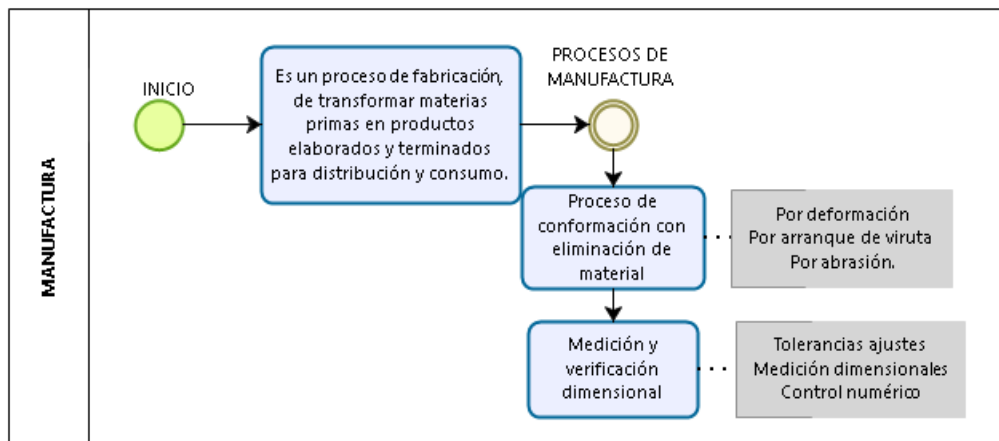 MANUFACTURA
INICIO
Es un proceso de fabricación,
de transformar materias
primas en productos
elaborados y terminados
para distribución y consumo.
PROCESOS DE
MANUFACTURA
Proceso de
conformación con
eliminación de
material
Por deformación
Por arranque de viruta
Por abrasión.
Medición y
verificación
dimensional
Tolerancias ajustes
Medición dimensionales
Control numérico